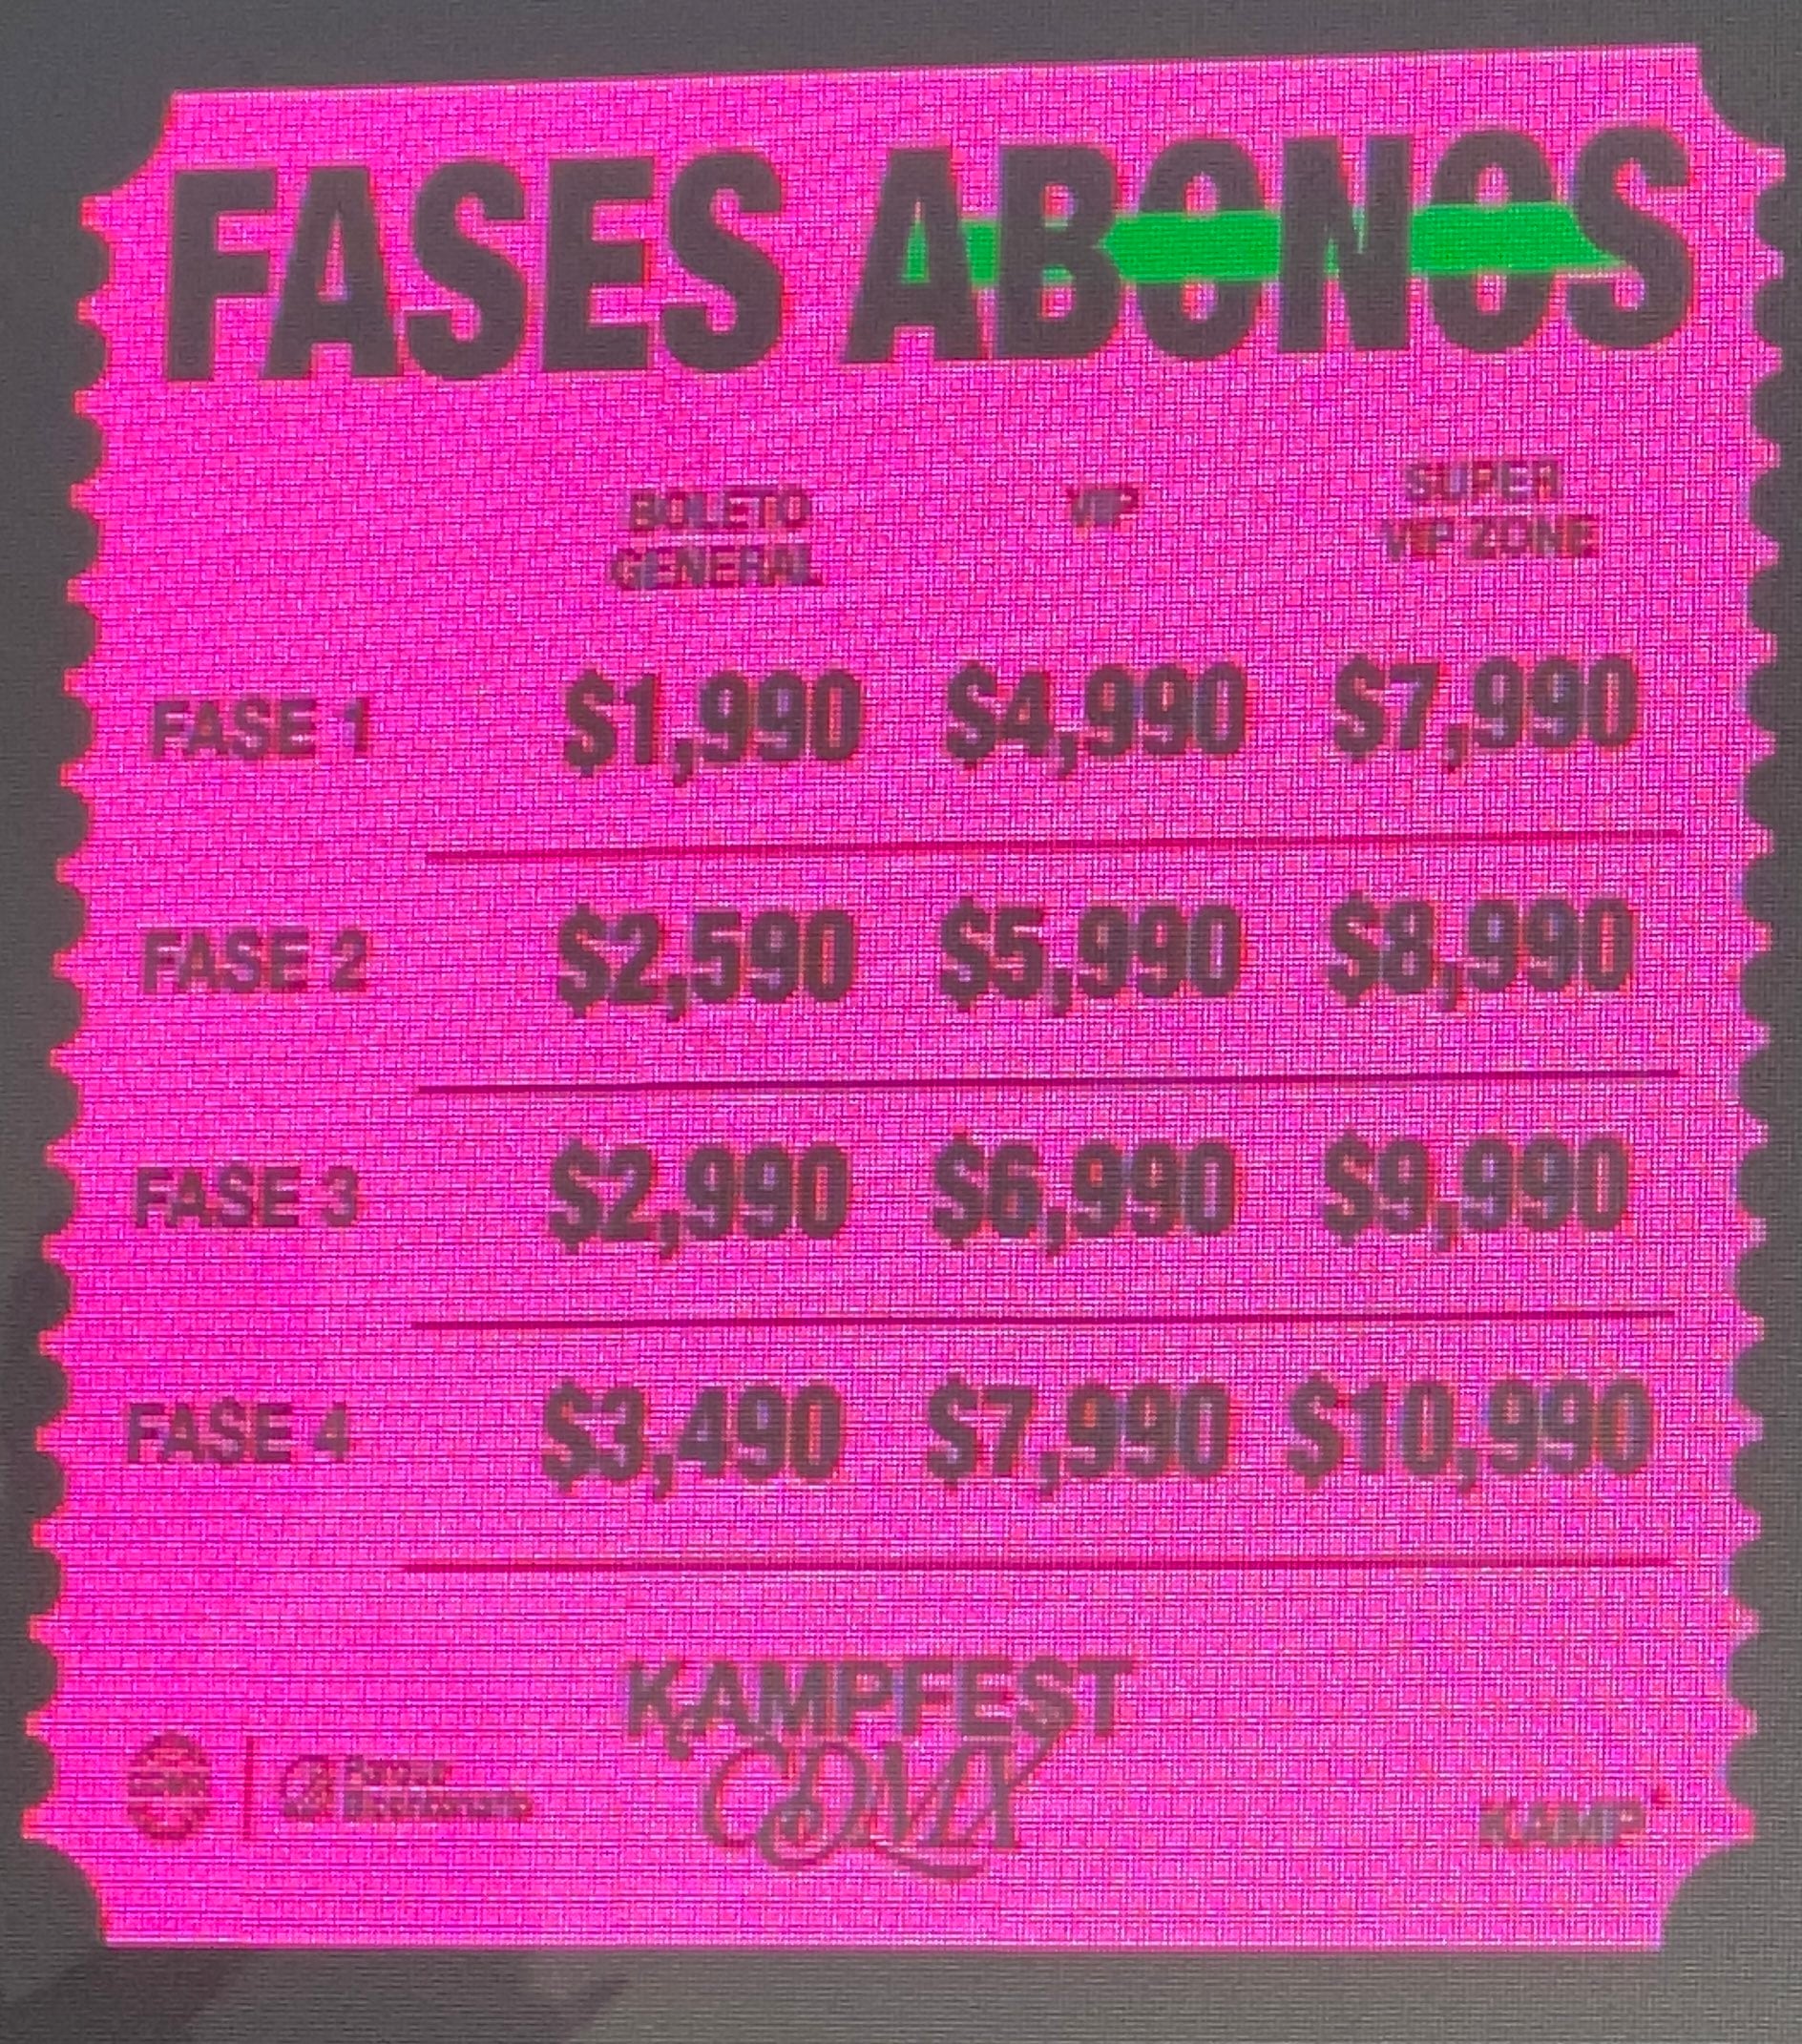 FASES ABONOS
BOLETO GENERAL VIP SUPER VIP ZONE
FASE 1 $1,990 $4,990 $7,990
FASE 2 $2,590 $5,990 $8,990
FASE 3 $2,990 $6,990 $9,990
FASE 4 $3,490 $7,990 $10,990
KAMPFEST
CDMX
Parque
Bicentenario
KAMP